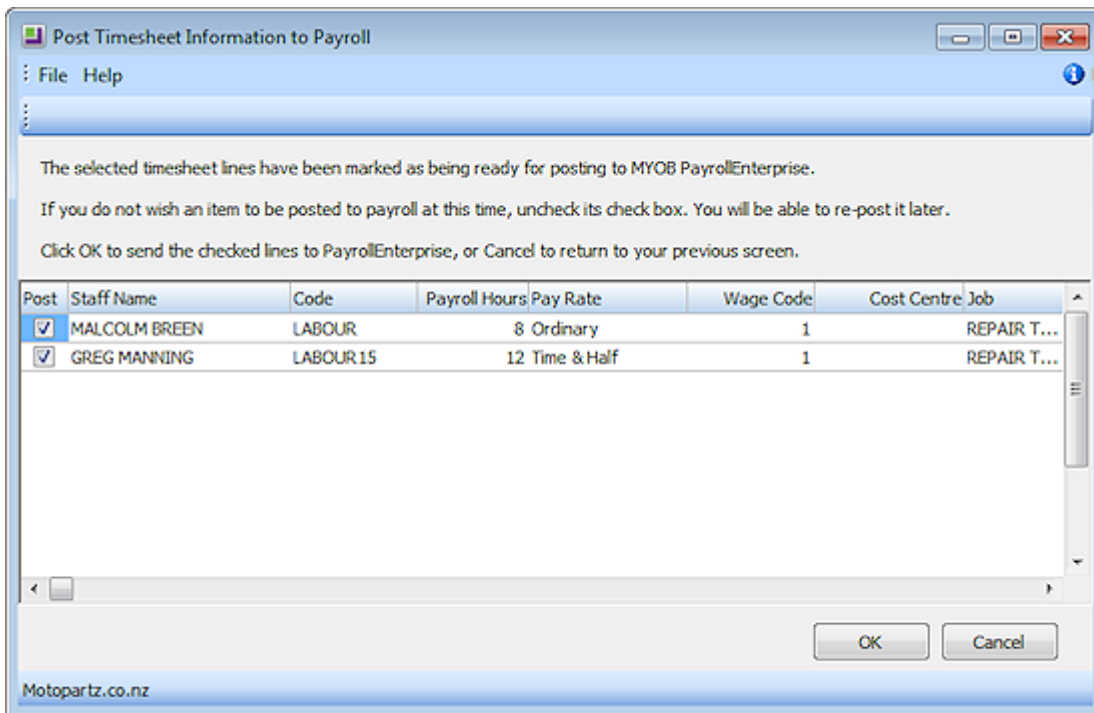 Post Timesheet Information to Payroll
File Help
The selected timesheet lines have been marked as being ready for posting to MYOB PayrollEnterprise.
If you do not wish an item to be posted to payroll at this time, uncheck its check box. You will be able to re-post it later.
Click OK to send the checked lines to PayrollEnterprise, or Cancel to return to your previous screen.
Post Staff Name Code Payroll Hours Pay Rate Wage Code Cost Centre Job
MALCOLM BREEN LABOUR 8 Ordinary 1 REPAIR T...
GREG MANNING LABOUR15 12 Time & Half 1 REPAIR T...
OK Cancel
Motopartz.co.nz